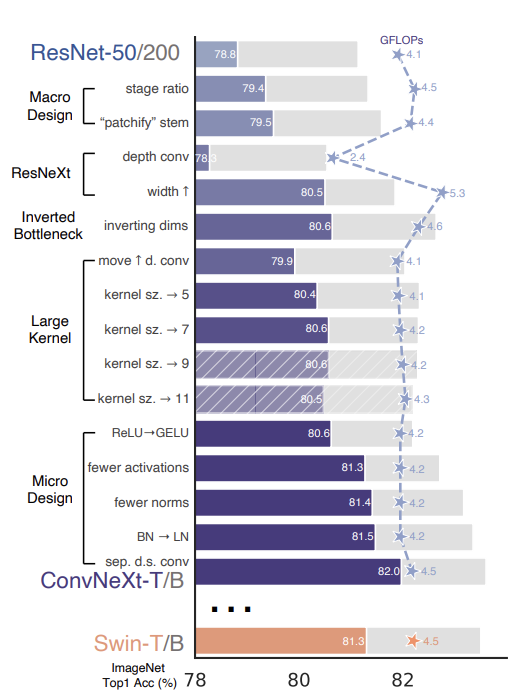 GFLOPs
ResNet-50/200 78.8 4.1
Macro Design
stage ratio 79.4 4.5
"patchify" stem 79.5 4.4
ResNeXt
depth conv 78.3 2.4
width ↑ 80.5 5.3
Inverted Bottleneck
inverting dims 80.6 4.6
Large Kernel
move ↑ d. conv 79.9 4.1
kernel sz. → 5 80.4 4.1
kernel sz. → 7 80.6 4.2
kernel sz. → 9 80.6 4.2
kernel sz. → 11 80.5 4.3
Micro Design
ReLU→GELU 80.6 4.2
fewer activations 81.3 4.2
fewer norms 81.4 4.2
BN → LN 81.5 4.2
sep. d.s. conv
ConvNeXt-T/B 82.0 4.5
...
Swin-T/B 81.3 4.5
ImageNet
Top1 Acc (%) 78 80 82